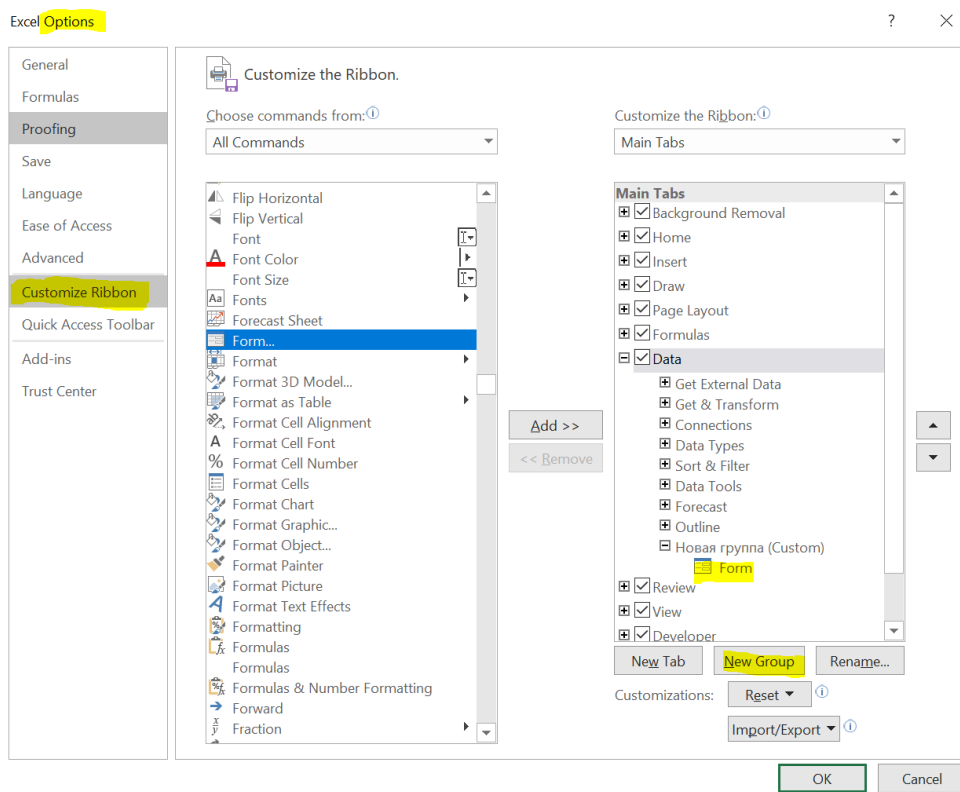 Excel Options
?
General
Formulas
Proofing
Save
Language
Ease of Access
Advanced
Customize Ribbon
Quick Access Toolbar
Add-ins
Trust Center
Customize the Ribbon.
Choose commands from:
All Commands
Flip Horizontal
Flip Vertical
Font
Font Color
Font Size
Fonts
Forecast Sheet
Form...
Format
Format 3D Model...
Format as Table
Format Cell Alignment
Format Cell Font
Format Cell Number
Format Cells
Format Chart
Format Graphic...
Format Object...
Format Painter
Format Picture
Format Text Effects
Formatting
Formulas
Formulas
Formulas & Number Formatting
Forward
Fraction
Add >>
<< Remove
Customize the Ribbon:
Main Tabs
Main Tabs
Background Removal
Home
Insert
Draw
Page Layout
Formulas
Data
Get External Data
Get & Transform
Connections
Data Types
Sort & Filter
Data Tools
Forecast
Outline
Новая группа (Custom)
Form
Review
View
Developer
New Tab
New Group
Rename...
Customizations:
Reset
Import/Export
OK
Cancel